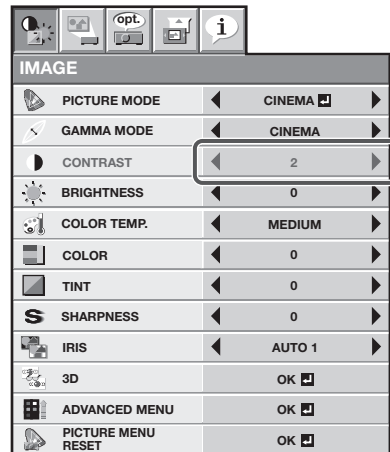 opt.
i
IMAGE
PICTURE MODE CINEMA
GAMMA MODE CINEMA
CONTRAST 2
BRIGHTNESS 0
COLOR TEMP. MEDIUM
COLOR 0
TINT 0
S SHARPNESS 0
IRIS AUTO 1
3D OK
ADVANCED MENU OK
PICTURE MENU
RESET OK